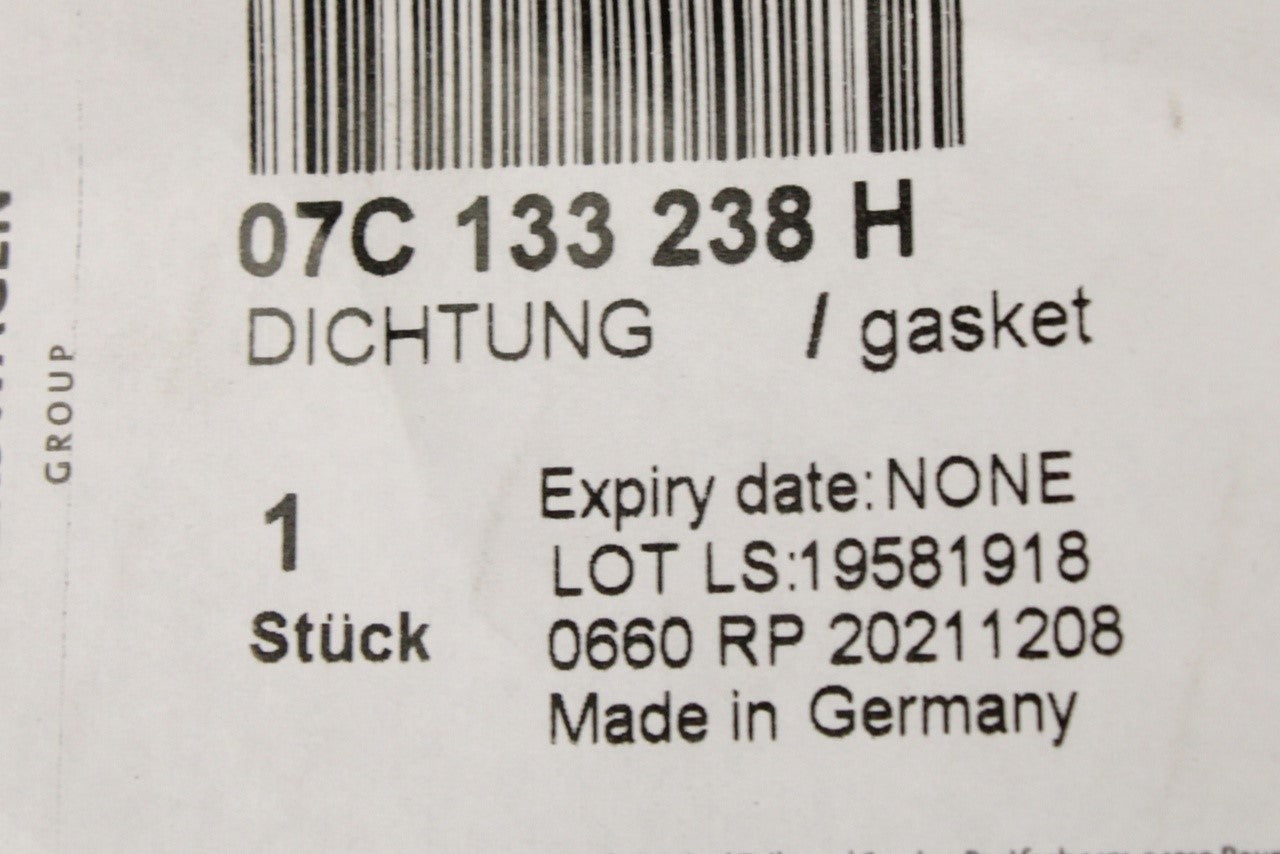 07C 133 238 H
DICHTUNG / gasket
GROUP
1
Stück
Expiry date:NONE
LOT LS:19581918
0660 RP 20211208
Made in Germany